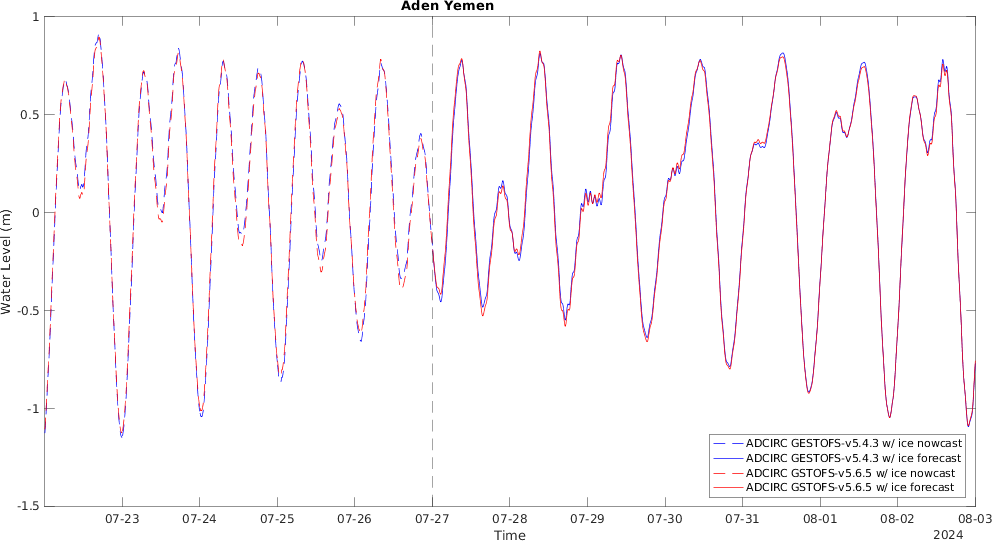 Aden Yemen
1
0.5
0
-0.5
-1
-1.5
Water Level (m)
07-23 07-24 07-25 07-26 07-27 07-28 07-29 07-30 07-31 08-01 08-02 08-03
Time
2024
ADCIRC GESTOFS-v5.4.3 w/ ice nowcast
ADCIRC GESTOFS-v5.4.3 w/ ice forecast
ADCIRC GSTOFS-v5.6.5 w/ ice nowcast
ADCIRC GSTOFS-v5.6.5 w/ ice forecast